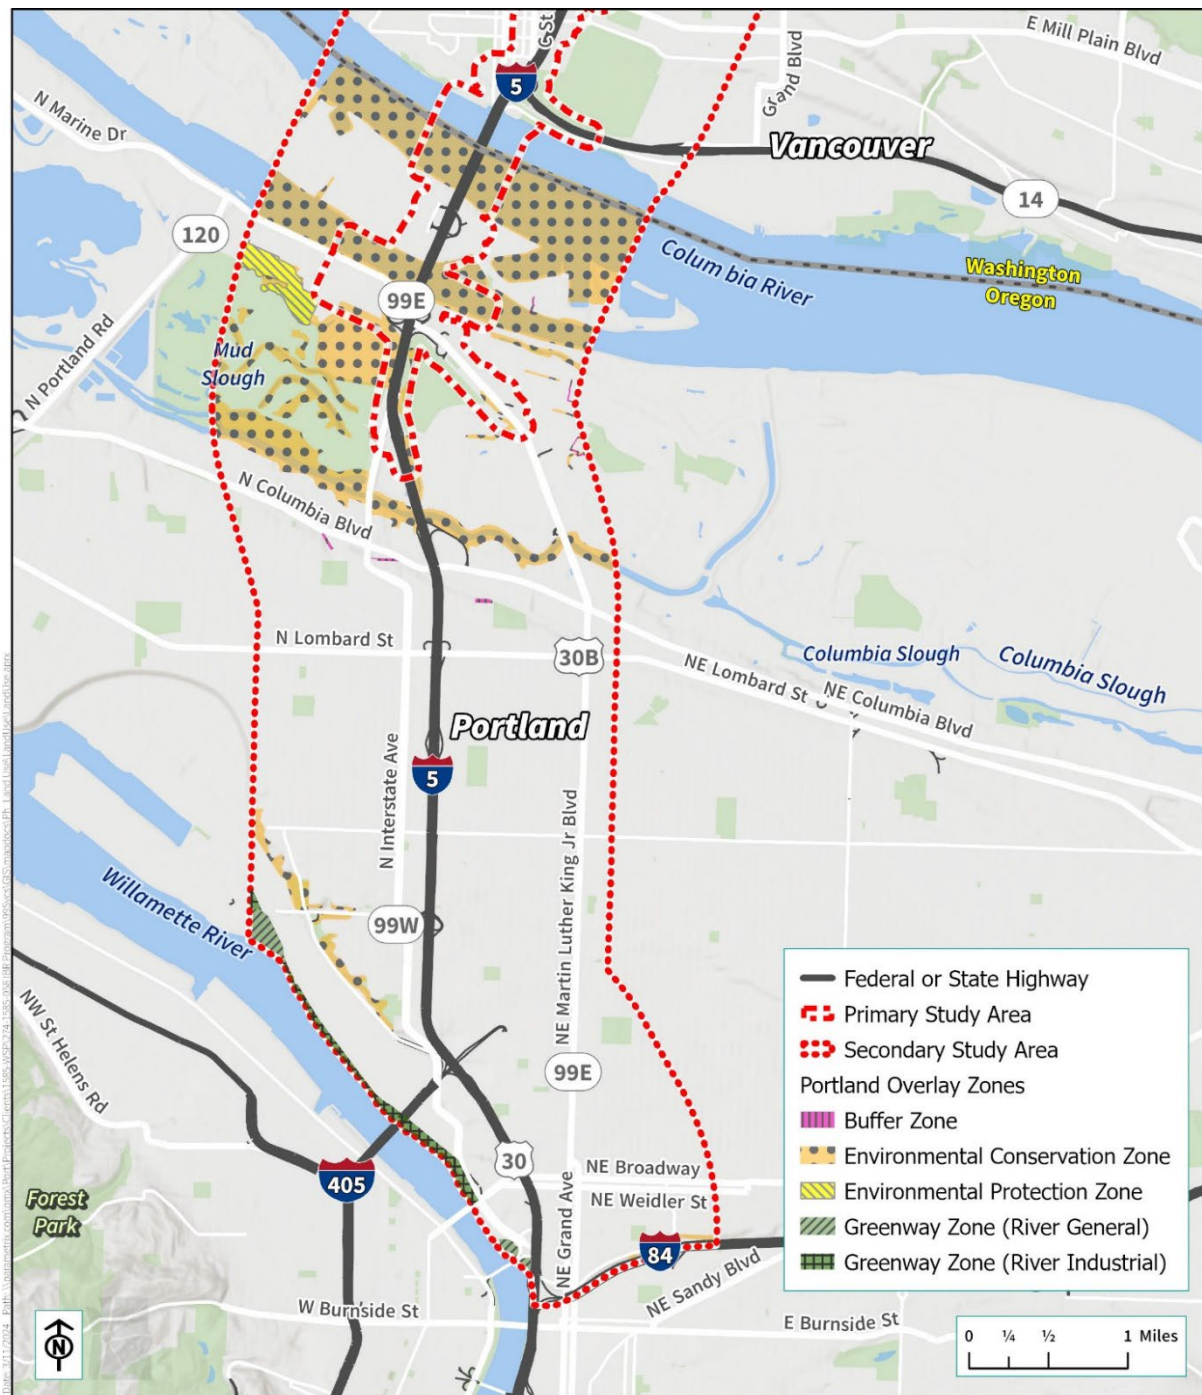 C St
E Mill Plain Blvd
Grand Blvd
5
N Marine Dr
Vancouver
14
120
Columbia River
Washington
Oregon
99E
N Portland Rd
Mud
Slough
N Columbia Blvd
N Lombard St
30B
Columbia Slough
Columbia Slough
NE Lombard St
NE Columbia Blvd
Portland
5
N Interstate Ave
NE Martin Luther King Jr Blvd
Willamette River
99W
NW St Helens Rd
99E
30
NE Broadway
405
NE Weidler St
Forest
Park
NE Grand Ave
84
NE Sandy Blvd
W Burnside St
E Burnside St
N
Federal or State Highway
Primary Study Area
Secondary Study Area
Portland Overlay Zones
Buffer Zone
Environmental Conservation Zone
Environmental Protection Zone
Greenway Zone (River General)
Greenway Zone (River Industrial)
0 ¼ ½ 1 Miles
Date: 3/11/2024